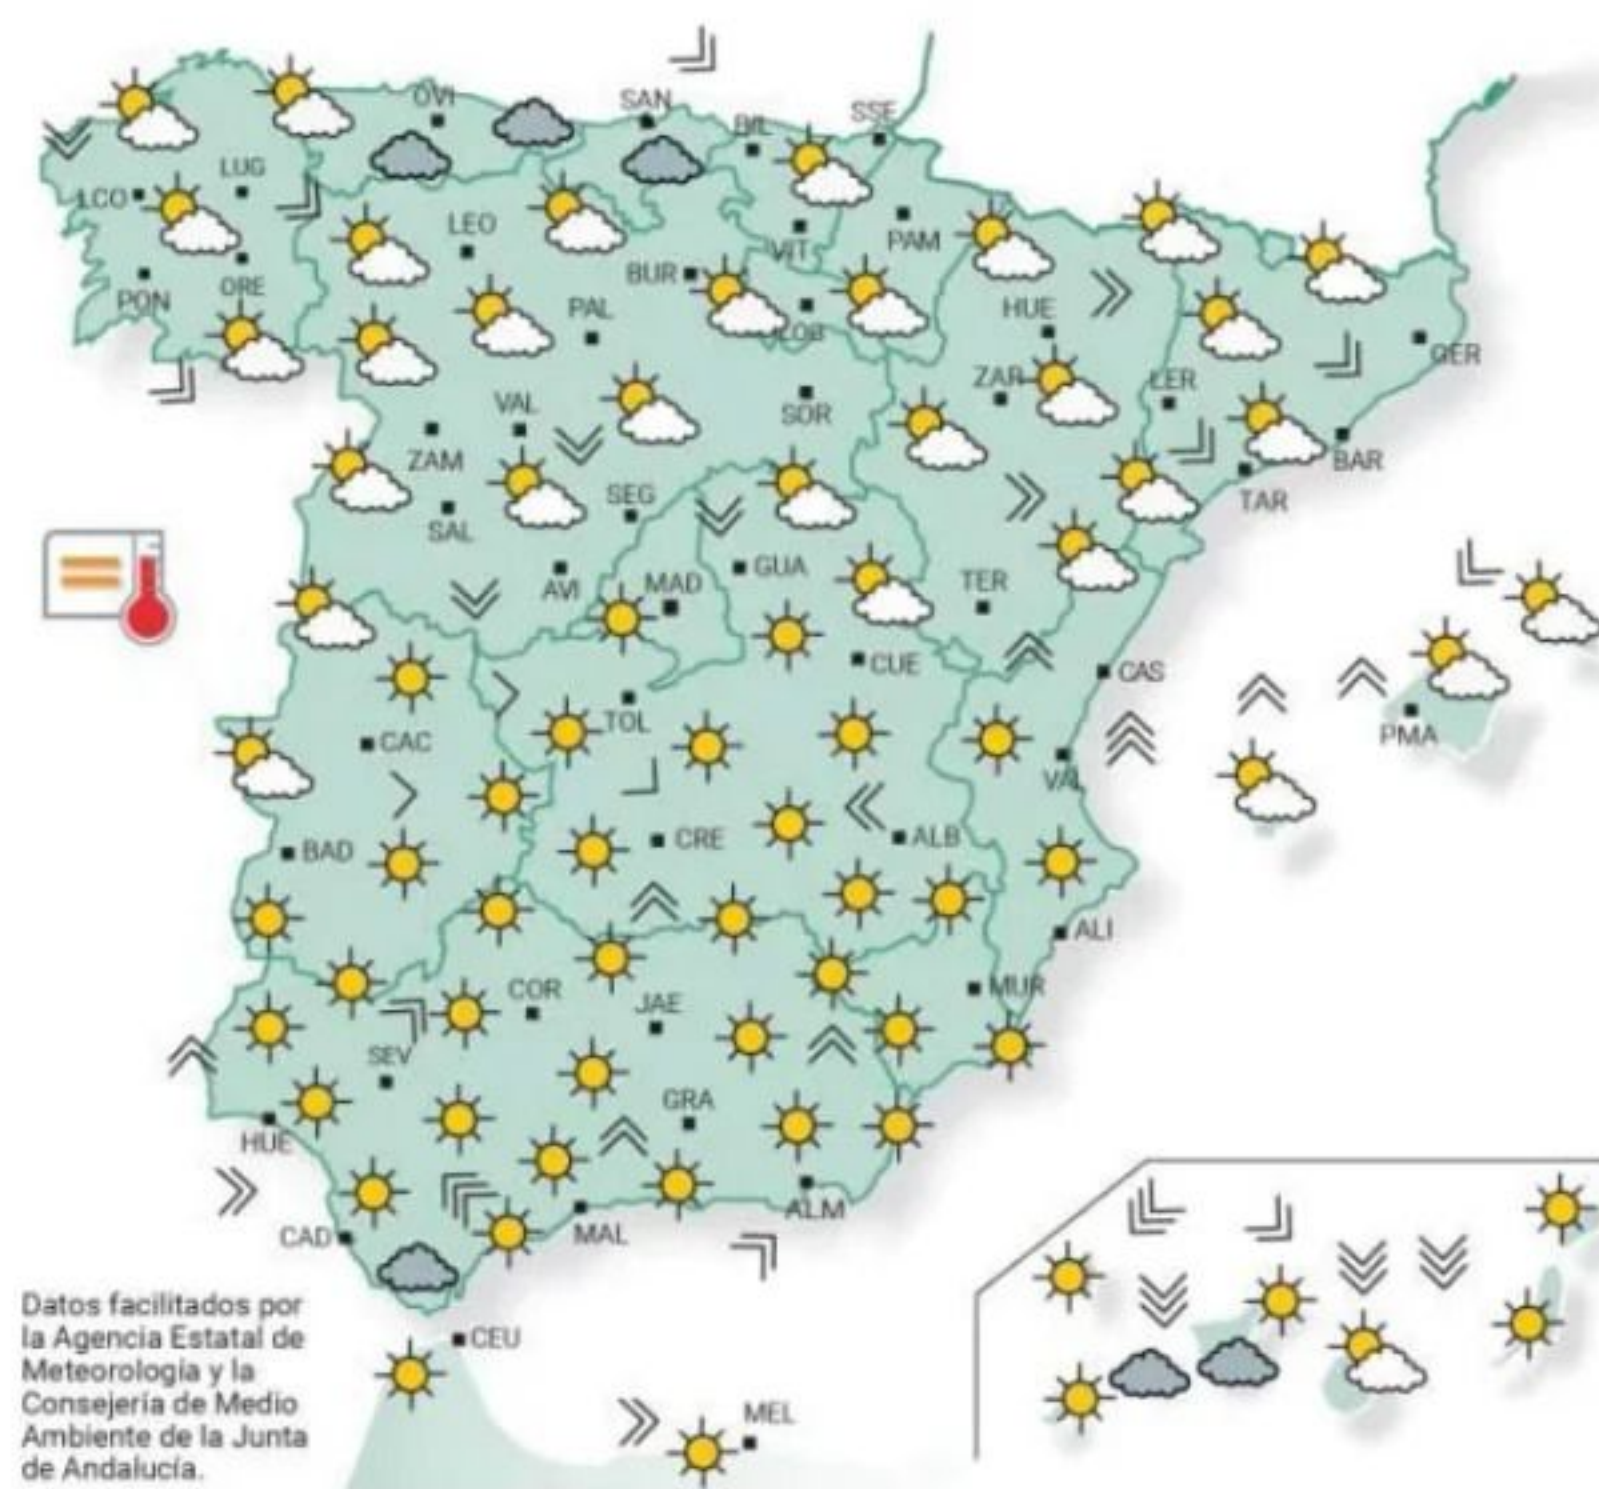 OVI
SAN
BIL
SSE
LUG
LCO
LEO
VIT
PAM
BUR
PON
ORE
PAL
HUE
GER
ZAR
LER
VAL
SOR
ZAM
BAR
SEG
TAR
SAL
GUA
AVI
MAD
TER
CUE
CAS
TOL
PMA
CAC
VAL
BAD
CRE
ALB
ALI
COR
JAE
MUR
SEV
GRA
HUE
ALM
CAD
MAL
Datos facilitados por
la Agencia Estatal de
Meteorología y la
Consejería de Medio
Ambiente de la Junta
de Andalucía.
CEU
MEL